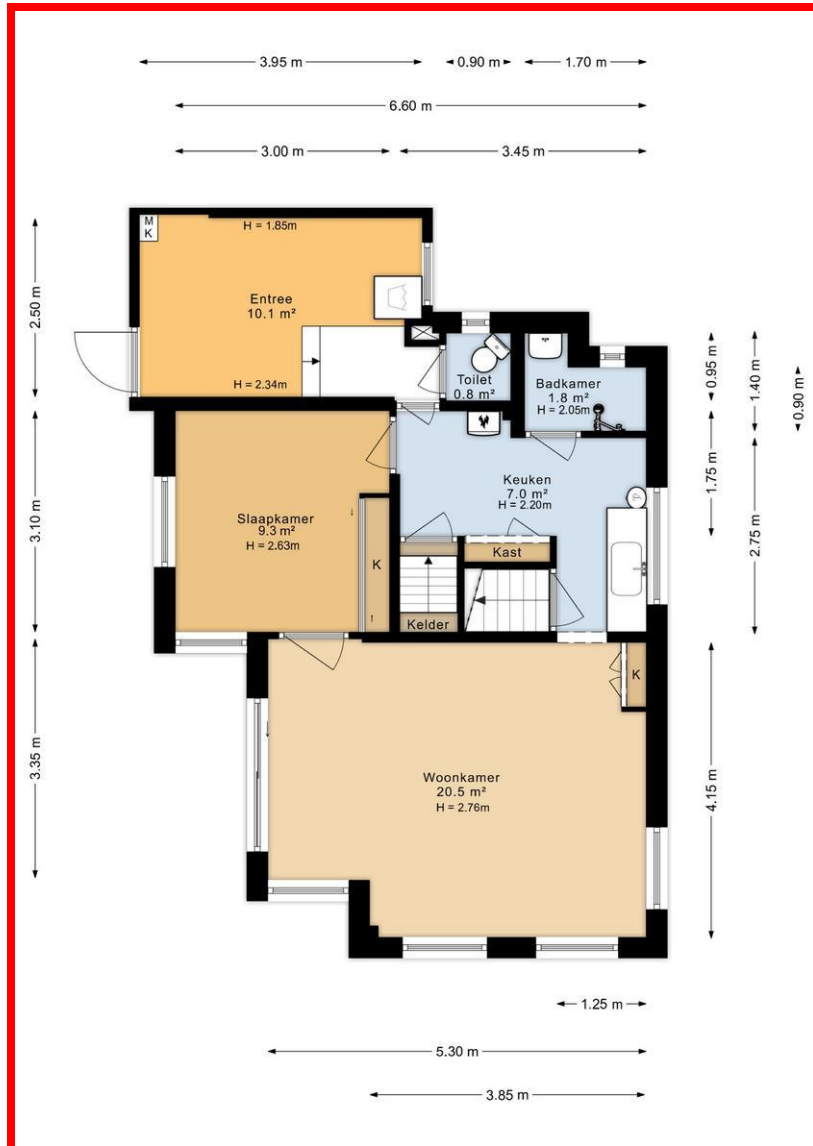 3.95 m
0.90 m
1.70 m
6.60 m
3.00 m
3.45 m
M
K
H = 1.85m
Entree
10.1 m²
H = 2.34m
2.50 m
Toilet
0.8 m²
Badkamer
1.8 m²
H = 2.05m
0.95 m
1.40 m
0.90 m
Keuken
7.0 m²
H = 2.20m
1.75 m
2.75 m
Slaapkamer
9.3 m²
H = 2.63m
3.10 m
K
Kast
Kelder
K
Woonkamer
20.5 m²
H = 2.76m
3.35 m
4.15 m
1.25 m
5.30 m
3.85 m